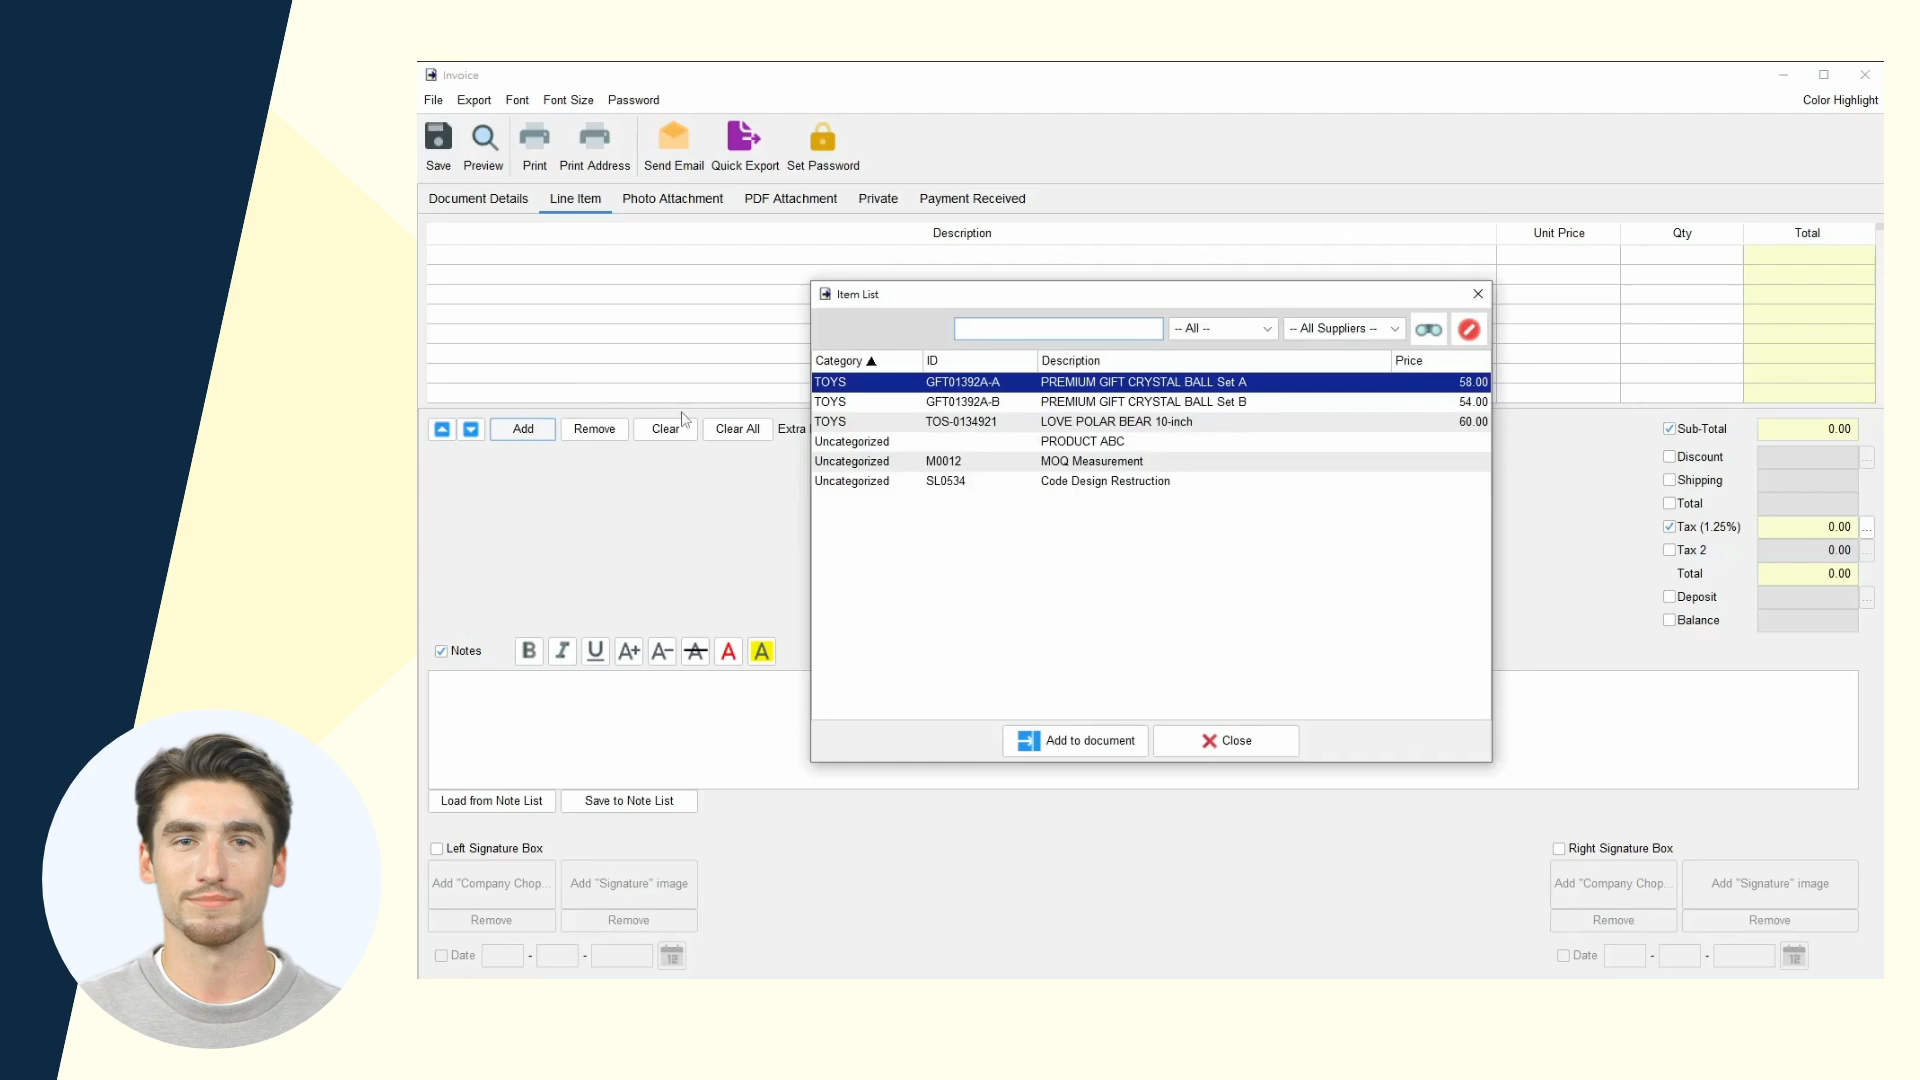 Invoice
File Export Font Font Size Password Color Highlight
Save Preview Print Print Address Send Email Quick Export Set Password
Document Details Line Item Photo Attachment PDF Attachment Private Payment Received
Description Unit Price Qty Total
Item List
-- All -- -- All Suppliers --
Category ▲ ID Description Price
TOYS GFT01392A-A PREMIUM GIFT CRYSTAL BALL Set A 58.00
TOYS GFT01392A-B PREMIUM GIFT CRYSTAL BALL Set B 54.00
TOYS TOS-0134921 LOVE POLAR BEAR 10-inch 60.00
Uncategorized PRODUCT ABC
Uncategorized M0012 MOQ Measurement
Uncategorized SL0534 Code Design Restruction
Add to document Close
Add Remove Clear Clear All Extra
Sub-Total 0.00
Discount ...
Shipping
Total
Tax (1.25%) 0.00 ...
Tax 2 0.00 ...
Total 0.00
Deposit ...
Balance
Notes B I U A+ A- A A A
Load from Note List Save to Note List
Left Signature Box
Add "Company Chop... Add "Signature" image
Remove Remove
Date - - 12
Right Signature Box
Add "Company Chop... Add "Signature" image
Remove Remove
Date - - 12